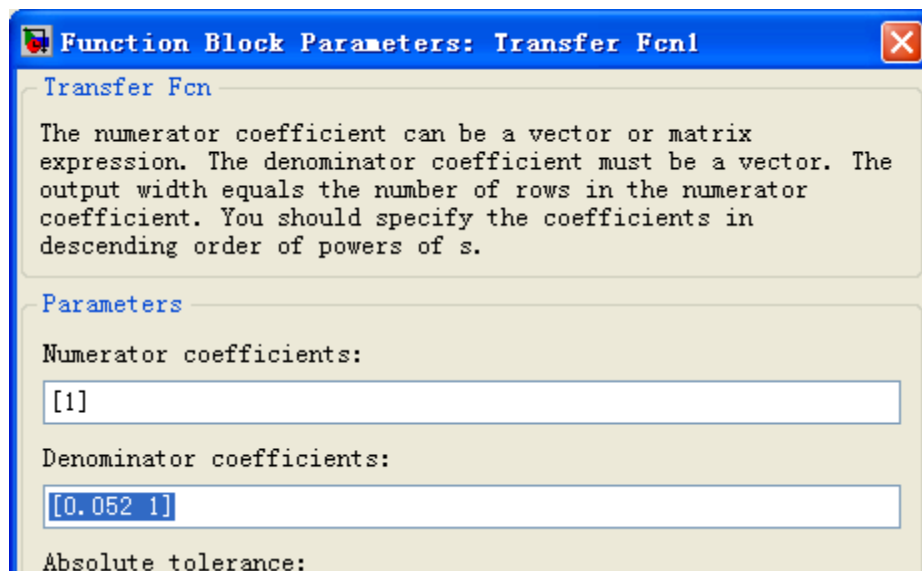 Function Block Parameters: Transfer Fcn1
Transfer Fcn
The numerator coefficient can be a vector or matrix
expression. The denominator coefficient must be a vector. The
output width equals the number of rows in the numerator
coefficient. You should specify the coefficients in
descending order of powers of s.
Parameters
Numerator coefficients:
[1]
Denominator coefficients:
[0.052 1]
Absolute tolerance: